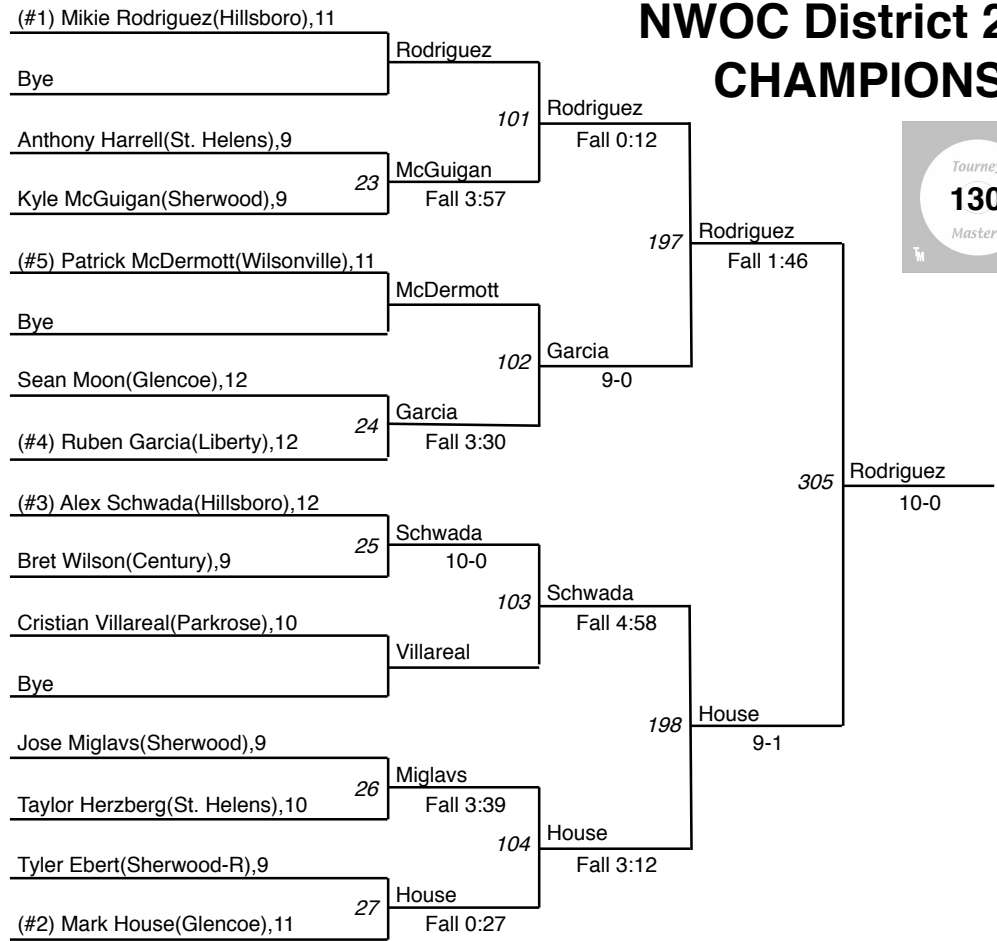 NWOC District 2
CHAMPIONS
Tourney
130
Master
TM
(#1) Mikie Rodriguez(Hillsboro),11
Bye
Rodriguez
Anthony Harrell(St. Helens),9
Kyle McGuigan(Sherwood),9
23
McGuigan
Fall 3:57
101
Rodriguez
Fall 0:12
(#5) Patrick McDermott(Wilsonville),11
Bye
McDermott
Sean Moon(Glencoe),12
(#4) Ruben Garcia(Liberty),12
24
Garcia
Fall 3:30
102
Garcia
9-0
197
Rodriguez
Fall 1:46
(#3) Alex Schwada(Hillsboro),12
Bret Wilson(Century),9
25
Schwada
10-0
Cristian Villareal(Parkrose),10
Bye
Villareal
103
Schwada
Fall 4:58
Jose Miglavs(Sherwood),9
Taylor Herzberg(St. Helens),10
26
Miglavs
Fall 3:39
Tyler Ebert(Sherwood-R),9
(#2) Mark House(Glencoe),11
27
House
Fall 0:27
104
House
Fall 3:12
198
House
9-1
305
Rodriguez
10-0